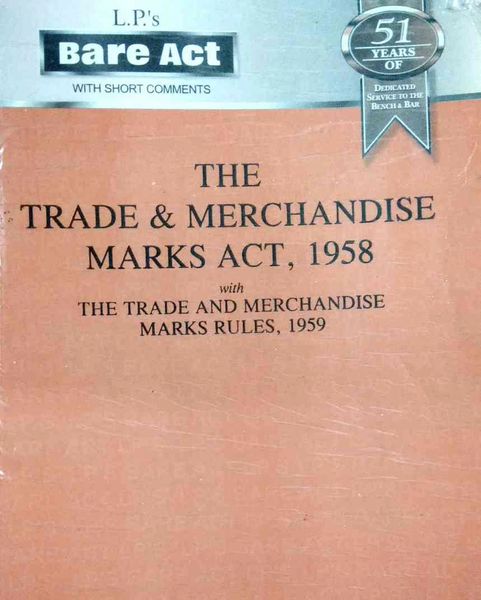 L.P.'s
Bare Act
WITH SHORT COMMENTS
51
YEARS
OF
DEDICATED
SERVICE TO THE
BENCH & BAR
THE
TRADE & MERCHANDISE
MARKS ACT, 1958
with
THE TRADE AND MERCHANDISE
MARKS RULES, 1959